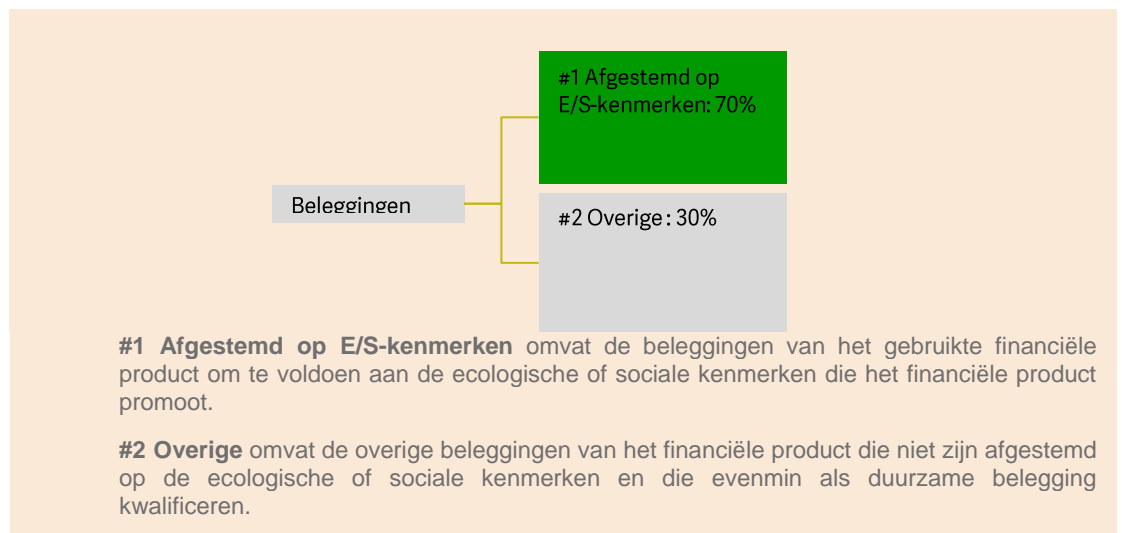 #1 Afgestemd op
E/S-kenmerken: 70%
Beleggingen
#2 Overige: 30%
#1 Afgestemd op E/S-kenmerken omvat de beleggingen van het gebruikte financiële
product om te voldoen aan de ecologische of sociale kenmerken die het financiële product
promoot.
#2 Overige omvat de overige beleggingen van het financiële product die niet zijn afgestemd
op de ecologische of sociale kenmerken en die evenmin als duurzame belegging
kwalificeren.